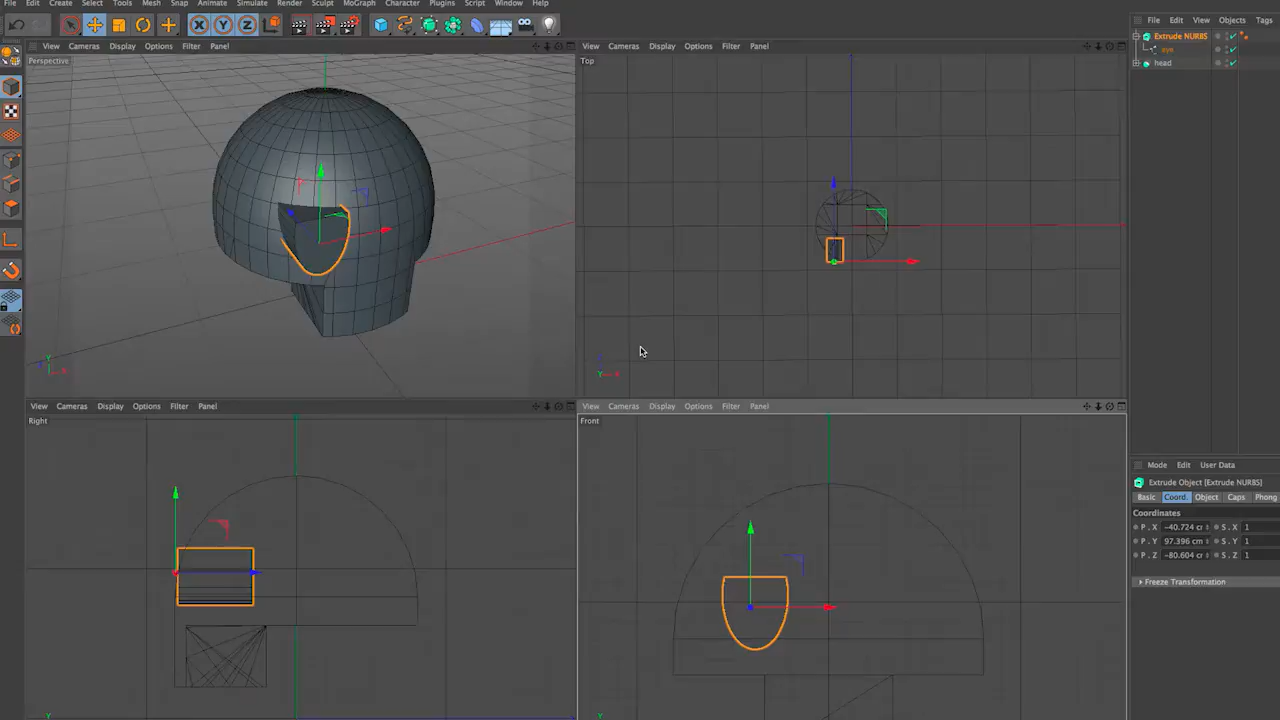 File Edit Create Select Tools Mesh Snap Animate Simulate Render Sculpt MoGraph Character Plugins Script Window Help
File Edit View Objects Tags
Extrude NURBS
eye
head
View Cameras Display Options Filter Panel
Perspective
View Cameras Display Options Filter Panel
Top
X Y Z
View Cameras Display Options Filter Panel
Right
View Cameras Display Options Filter Panel
Front
Mode Edit User Data
Extrude Object [Extrude NURBS]
Basic Coord. Object Caps Phong
Coordinates
P . X -40.724 cr S . X 1
P . Y 97.396 cm S . Y 1
P . Z -80.604 cr S . Z 1
Freeze Transformation
Y
X
Y
X
Y
Y